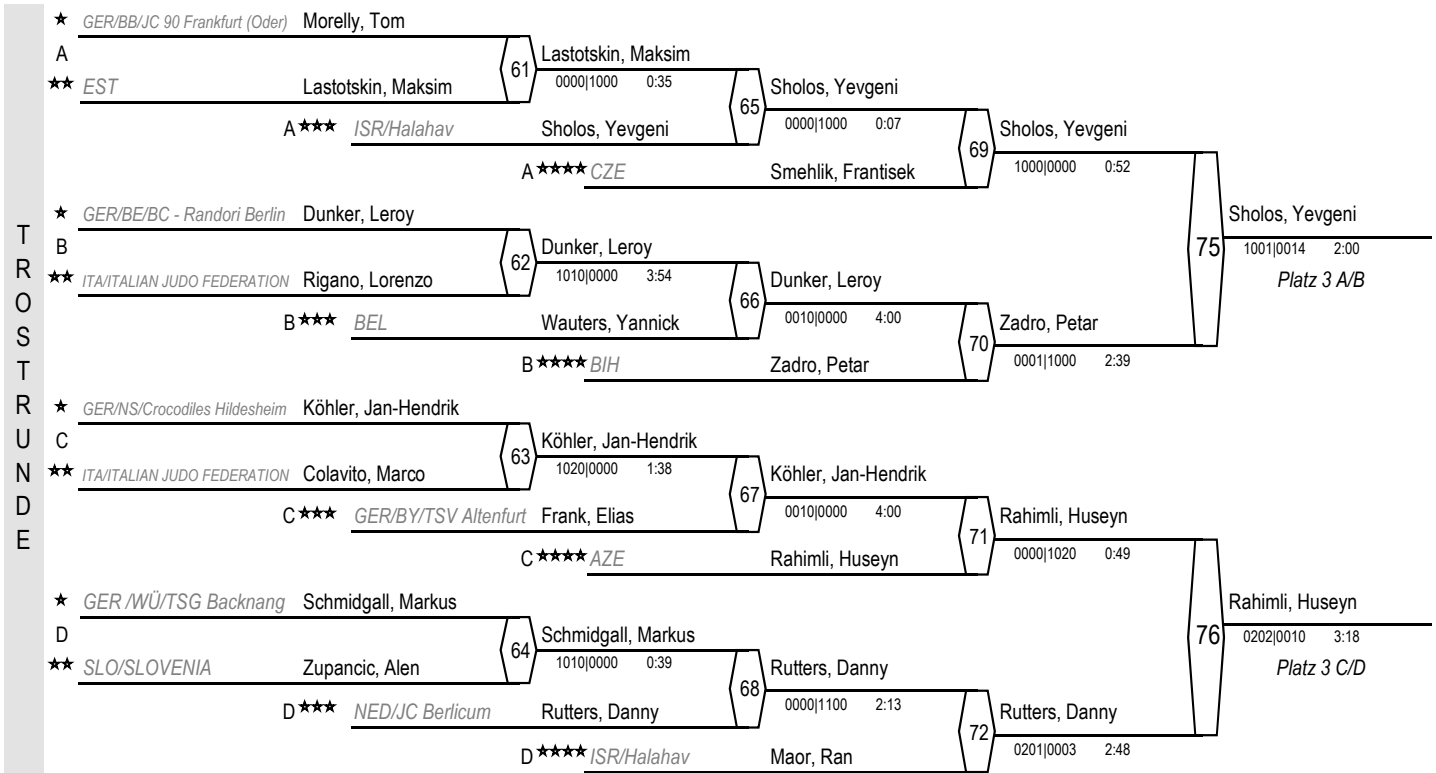 TROSTRUNDE
★ GER/BB/JC 90 Frankfurt (Oder) Morelly, Tom
A
★★ EST Lastotskin, Maksim
61
Lastotskin, Maksim
0000|1000 0:35
A★★★ ISR/Halahav Sholos, Yevgeni
65
Sholos, Yevgeni
0000|1000 0:07
A★★★★ CZE Smehlik, Frantisek
69
Sholos, Yevgeni
1000|0000 0:52
★ GER/BE/BC - Randori Berlin Dunker, Leroy
B
★★ ITA/ITALIAN JUDO FEDERATION Rigano, Lorenzo
62
Dunker, Leroy
1010|0000 3:54
B★★★ BEL Wauters, Yannick
66
Dunker, Leroy
0010|0000 4:00
B★★★★ BIH Zadro, Petar
70
Zadro, Petar
0001|1000 2:39
75
Sholos, Yevgeni
1001|0014 2:00
Platz 3 A/B
★ GER/NS/Crocodiles Hildesheim Köhler, Jan-Hendrik
C
★★ ITA/ITALIAN JUDO FEDERATION Colavito, Marco
63
Köhler, Jan-Hendrik
1020|0000 1:38
C★★★ GER/BY/TSV Altenfurt Frank, Elias
67
Köhler, Jan-Hendrik
0010|0000 4:00
C★★★★ AZE Rahimli, Huseyn
71
Rahimli, Huseyn
0000|1020 0:49
★ GER /WÜ/TSG Backnang Schmidgall, Markus
D
★★ SLO/SLOVENIA Zupancic, Alen
64
Schmidgall, Markus
1010|0000 0:39
D★★★ NED/JC Berlicum Rutters, Danny
68
Rutters, Danny
0000|1100 2:13
D★★★★ ISR/Halahav Maor, Ran
72
Rutters, Danny
0201|0003 2:48
76
Rahimli, Huseyn
0202|0010 3:18
Platz 3 C/D